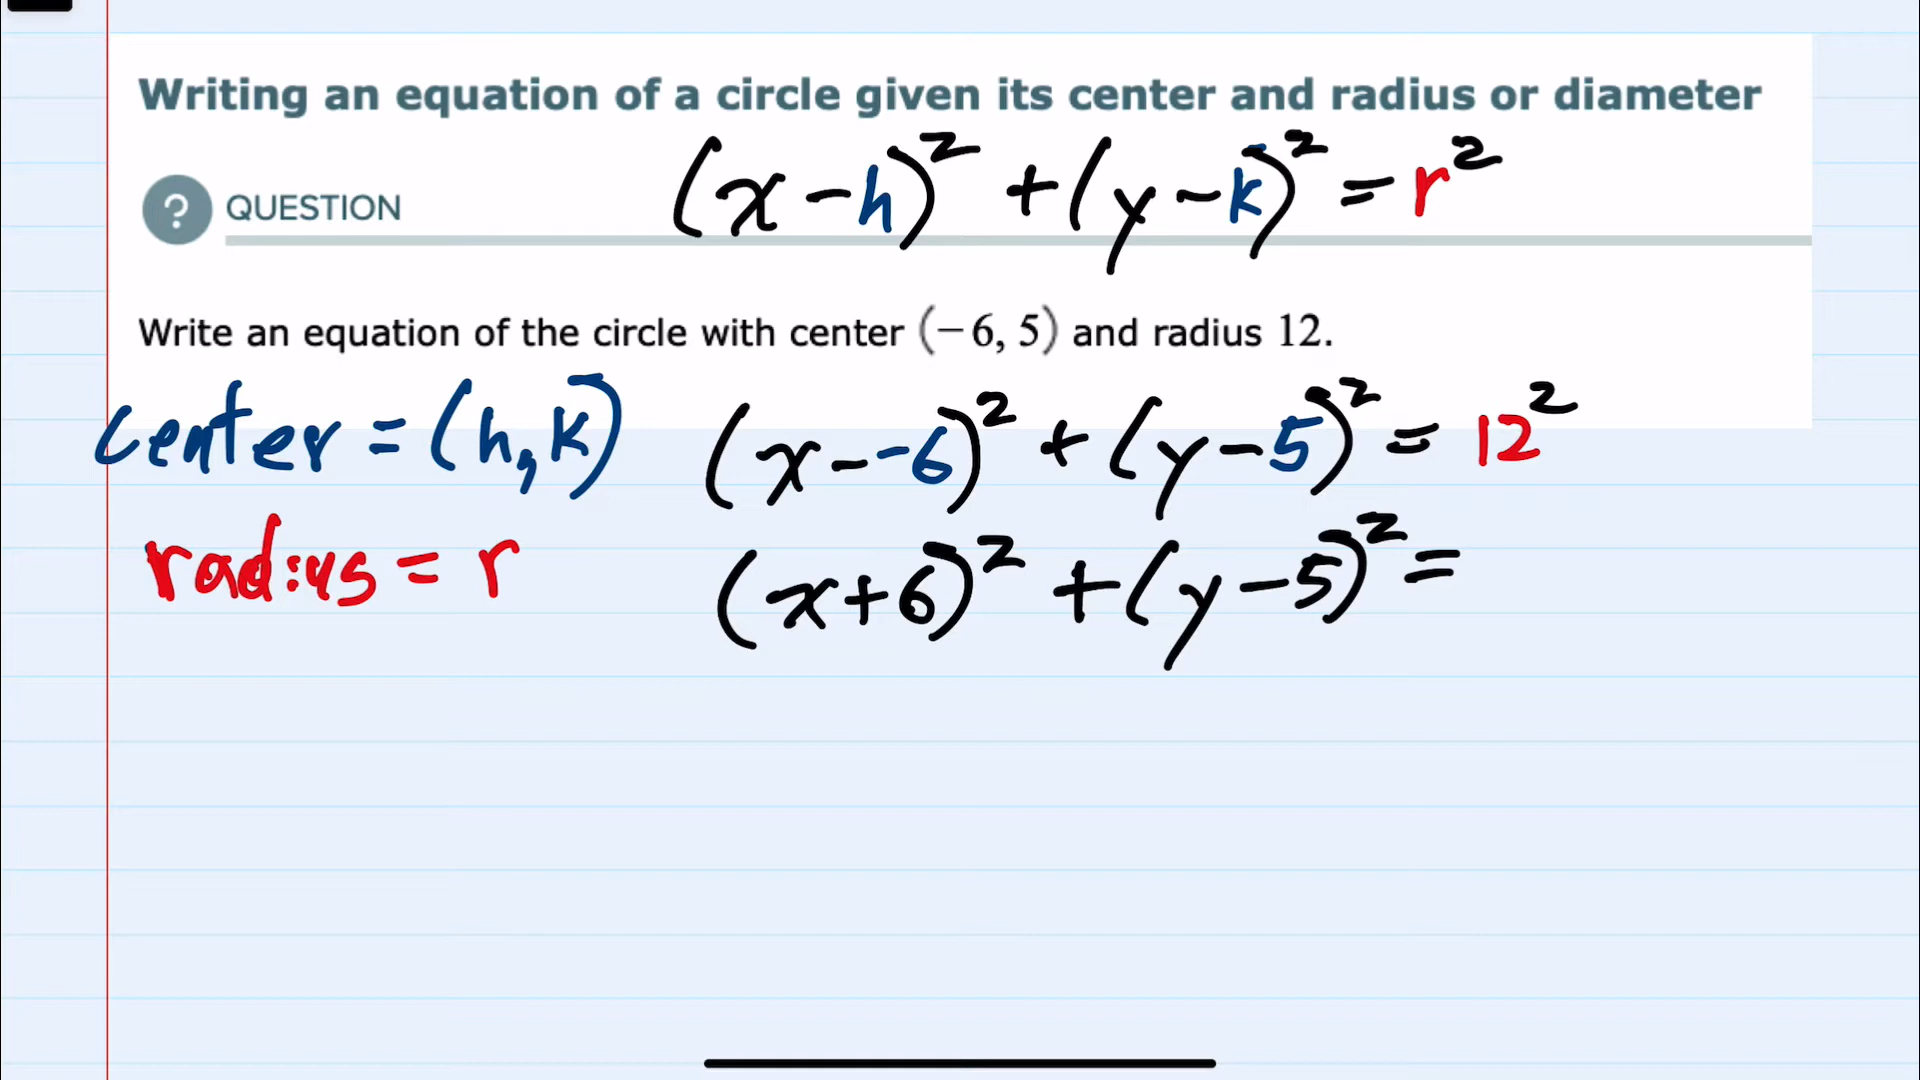 Writing an equation of a circle given its center and radius or diameter
(x - h)² + (y - k)² = r²
? QUESTION
Write an equation of the circle with center (−6, 5) and radius 12.
center = (h, k)
(x - -6)² + (y - 5)² = 12²
radius = r
(x + 6)² + (y - 5)² =